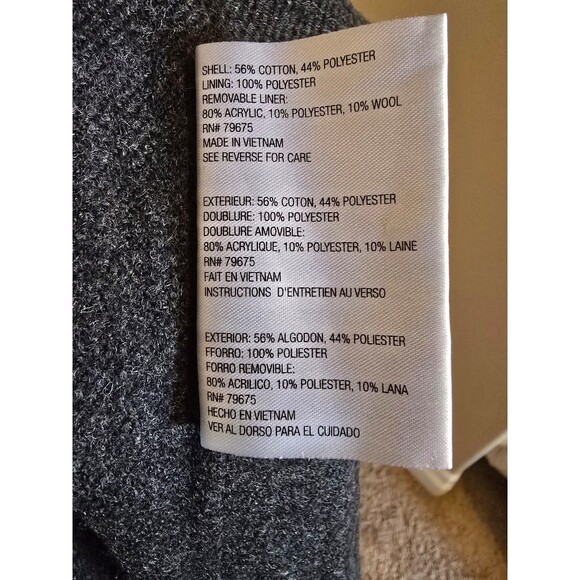 SHELL: 56% COTTON, 44% POLYESTER
LINING: 100% POLYESTER
REMOVABLE LINER:
80% ACRYLIC, 10% POLYESTER, 10% WOOL
RN# 79675
MADE IN VIETNAM
SEE REVERSE FOR CARE
EXTERIEUR: 56% COTON, 44% POLYESTER
DOUBLURE: 100% POLYESTER
DOUBLURE AMOVIBLE:
80% ACRYLIQUE, 10% POLYESTER, 10% LAINE
RN# 79675
FAIT EN VIETNAM
INSTRUCTIONS D'ENTRETIEN AU VERSO
EXTERIOR: 56% ALGODON, 44% POLIESTER
FFORRO: 100% POLIESTER
FORRO REMOVIBLE:
80% ACRILICO, 10% POLIESTER, 10% LANA
RN# 79675
HECHO EN VIETNAM
VER AL DORSO PARA EL CUIDADO